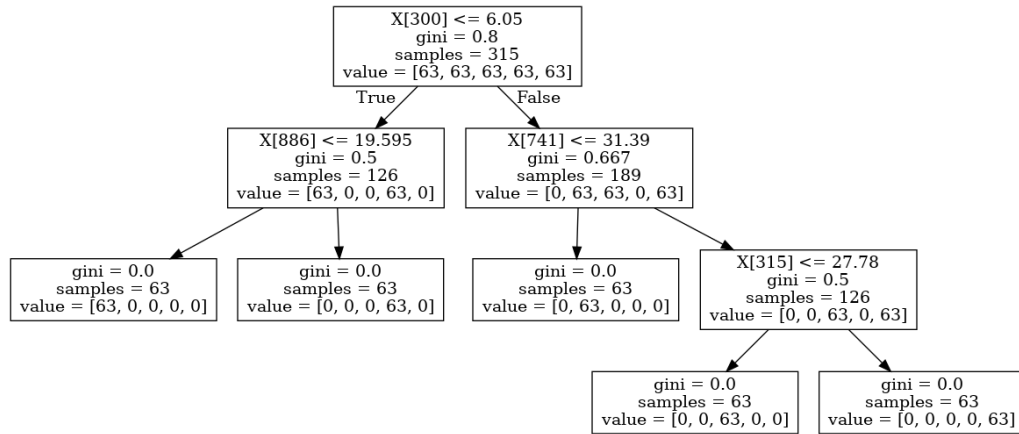 X[300] <= 6.05
gini = 0.8
samples = 315
value = [63, 63, 63, 63, 63]
True
False
X[886] <= 19.595
gini = 0.5
samples = 126
value = [63, 0, 0, 63, 0]
X[741] <= 31.39
gini = 0.667
samples = 189
value = [0, 63, 63, 0, 63]
gini = 0.0
samples = 63
value = [63, 0, 0, 0, 0]
gini = 0.0
samples = 63
value = [0, 0, 0, 63, 0]
gini = 0.0
samples = 63
value = [0, 63, 0, 0, 0]
X[315] <= 27.78
gini = 0.5
samples = 126
value = [0, 0, 63, 0, 63]
gini = 0.0
samples = 63
value = [0, 0, 63, 0, 0]
gini = 0.0
samples = 63
value = [0, 0, 0, 0, 63]